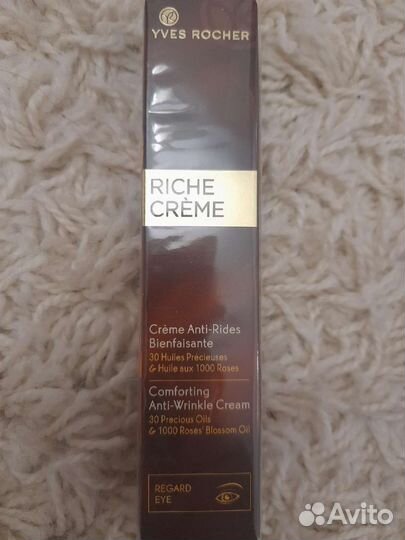 YVES ROCHER
RICHE
CRÈME
Crème Anti-Rides
Bienfaisante
30 Huiles Précieuses
& Huile aux 1000 Roses
Comforting
Anti-Wrinkle Cream
30 Precious Oils
& 1000 Roses' Blossom Oil
REGARD
EYE
Avito